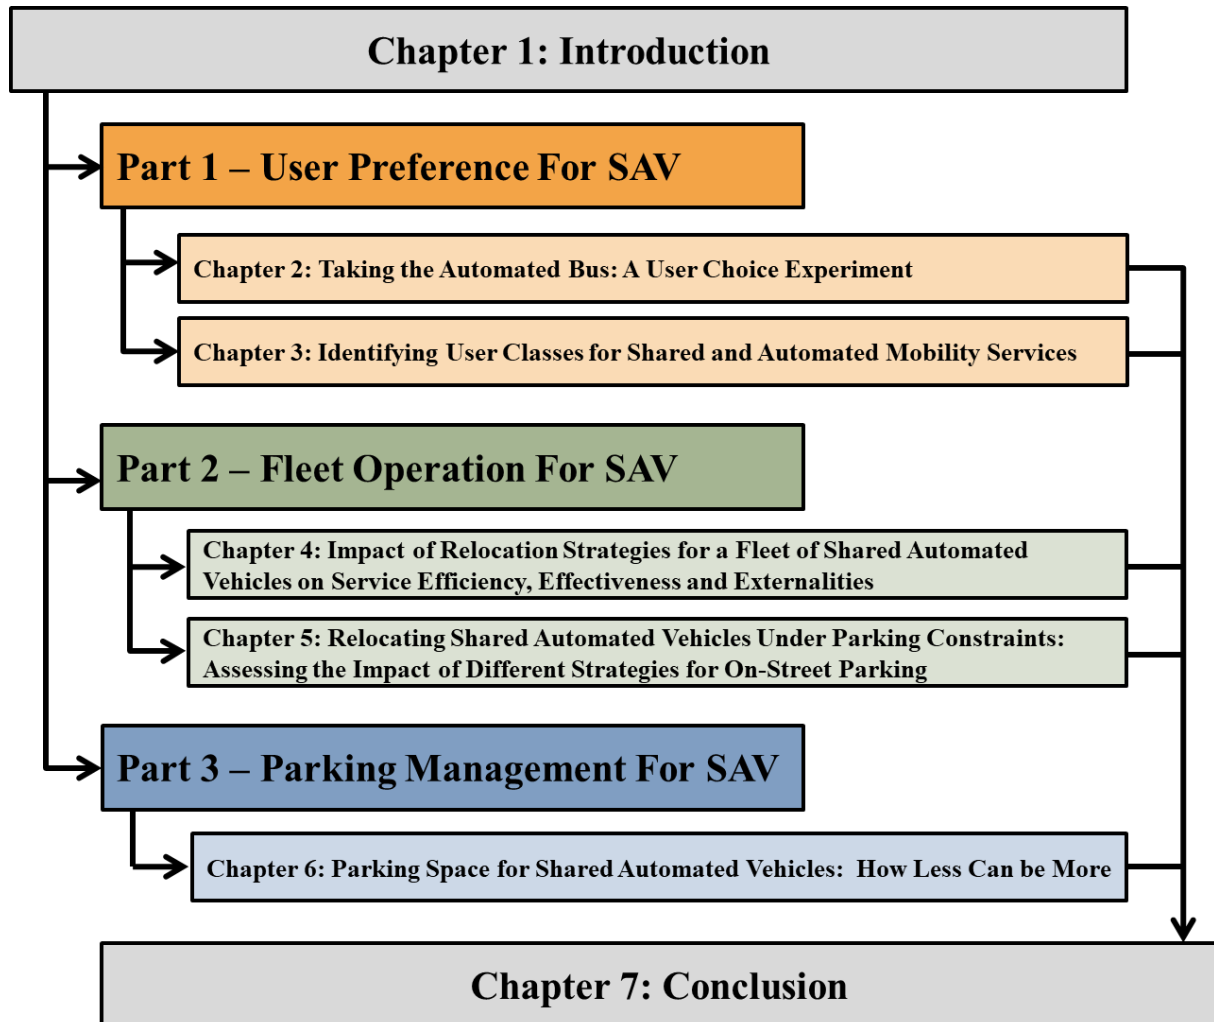 Chapter 1: Introduction
Part 1 – User Preference For SAV
Chapter 2: Taking the Automated Bus: A User Choice Experiment
Chapter 3: Identifying User Classes for Shared and Automated Mobility Services
Part 2 – Fleet Operation For SAV
Chapter 4: Impact of Relocation Strategies for a Fleet of Shared Automated
Vehicles on Service Efficiency, Effectiveness and Externalities
Chapter 5: Relocating Shared Automated Vehicles Under Parking Constraints:
Assessing the Impact of Different Strategies for On-Street Parking
Part 3 – Parking Management For SAV
Chapter 6: Parking Space for Shared Automated Vehicles: How Less Can be More
Chapter 7: Conclusion